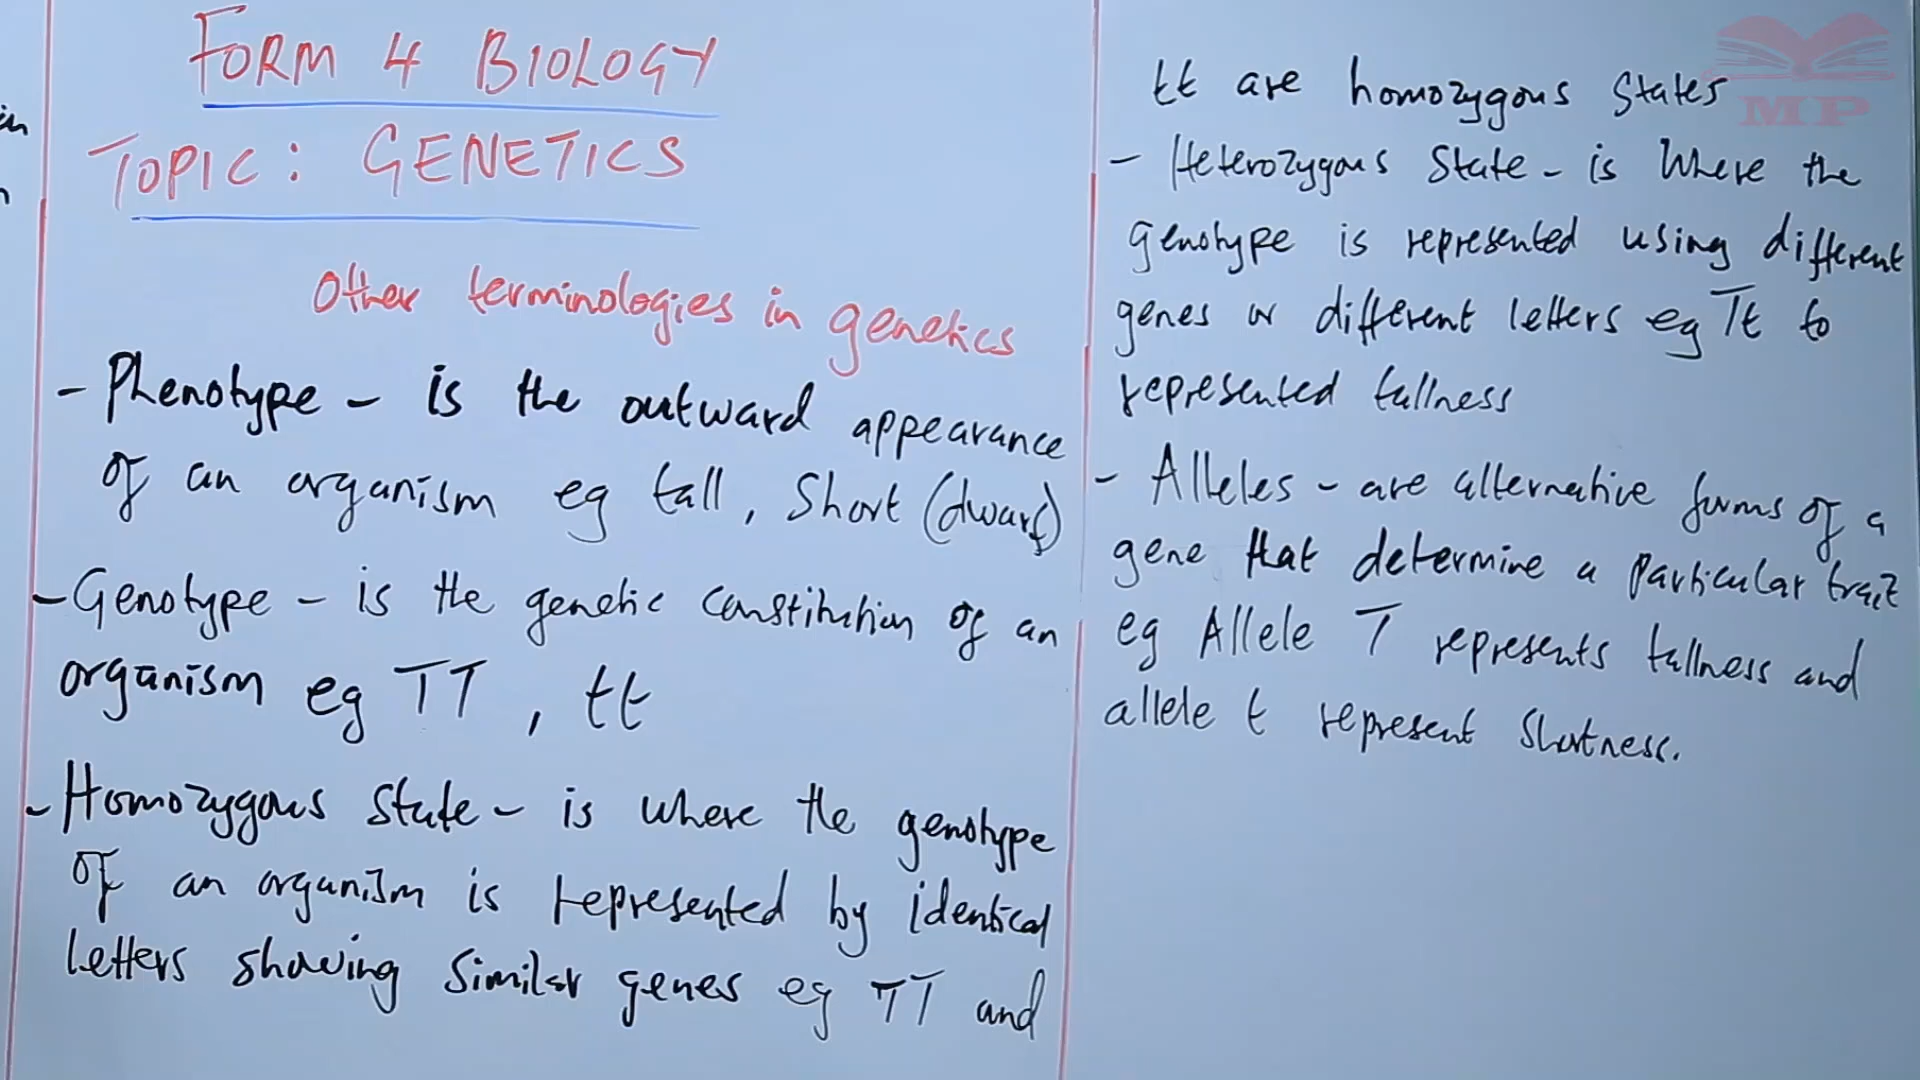 FORM 4 BIOLOGY
TOPIC: GENETICS
Other terminologies in genetics
- Phenotype - is the outward appearance
of an organism eg tall, Short (dwarf)
- Genotype - is the genetic constitution of an
organism eg TT, tt
- Homozygous State - is where the genotype
of an organism is represented by identical
letters showing similar genes eg TT and
tt are homozygous states
- Heterozygous State - is where the
genotype is represented using different
genes or different letters eg Tt to
represented tallness
- Alleles - are alternative forms of a
gene that determine a particular trait
eg Allele T represents tallness and
allele t represent shortness.
MP